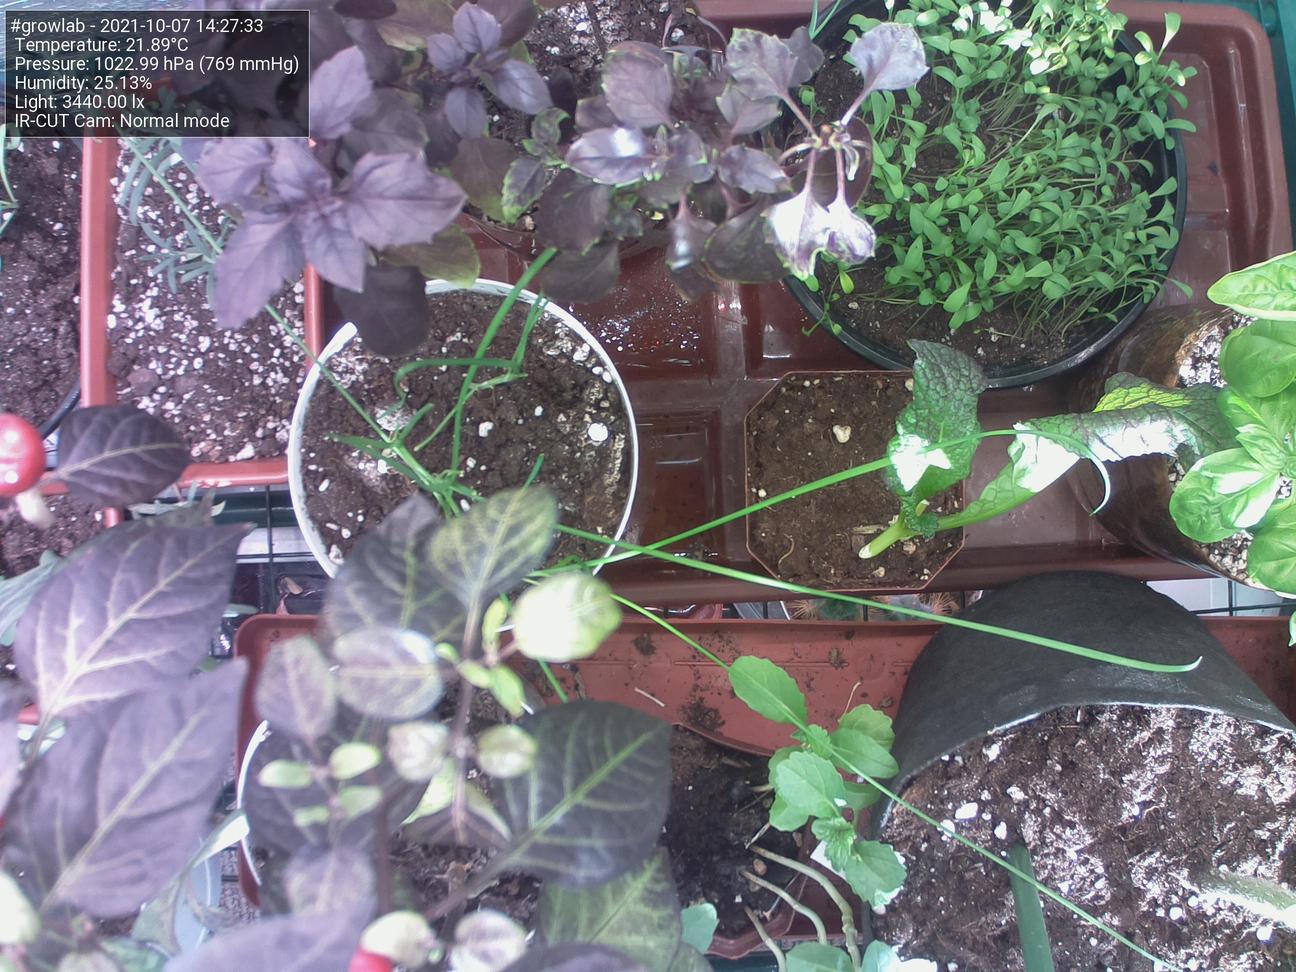 #growlab - 2021-10-07 14:27:33
Temperature: 21.89°C
Pressure: 1022.99 hPa (769 mmHg)
Humidity: 25.13%
Light: 3440.00 lx
IR-CUT Cam: Normal mode